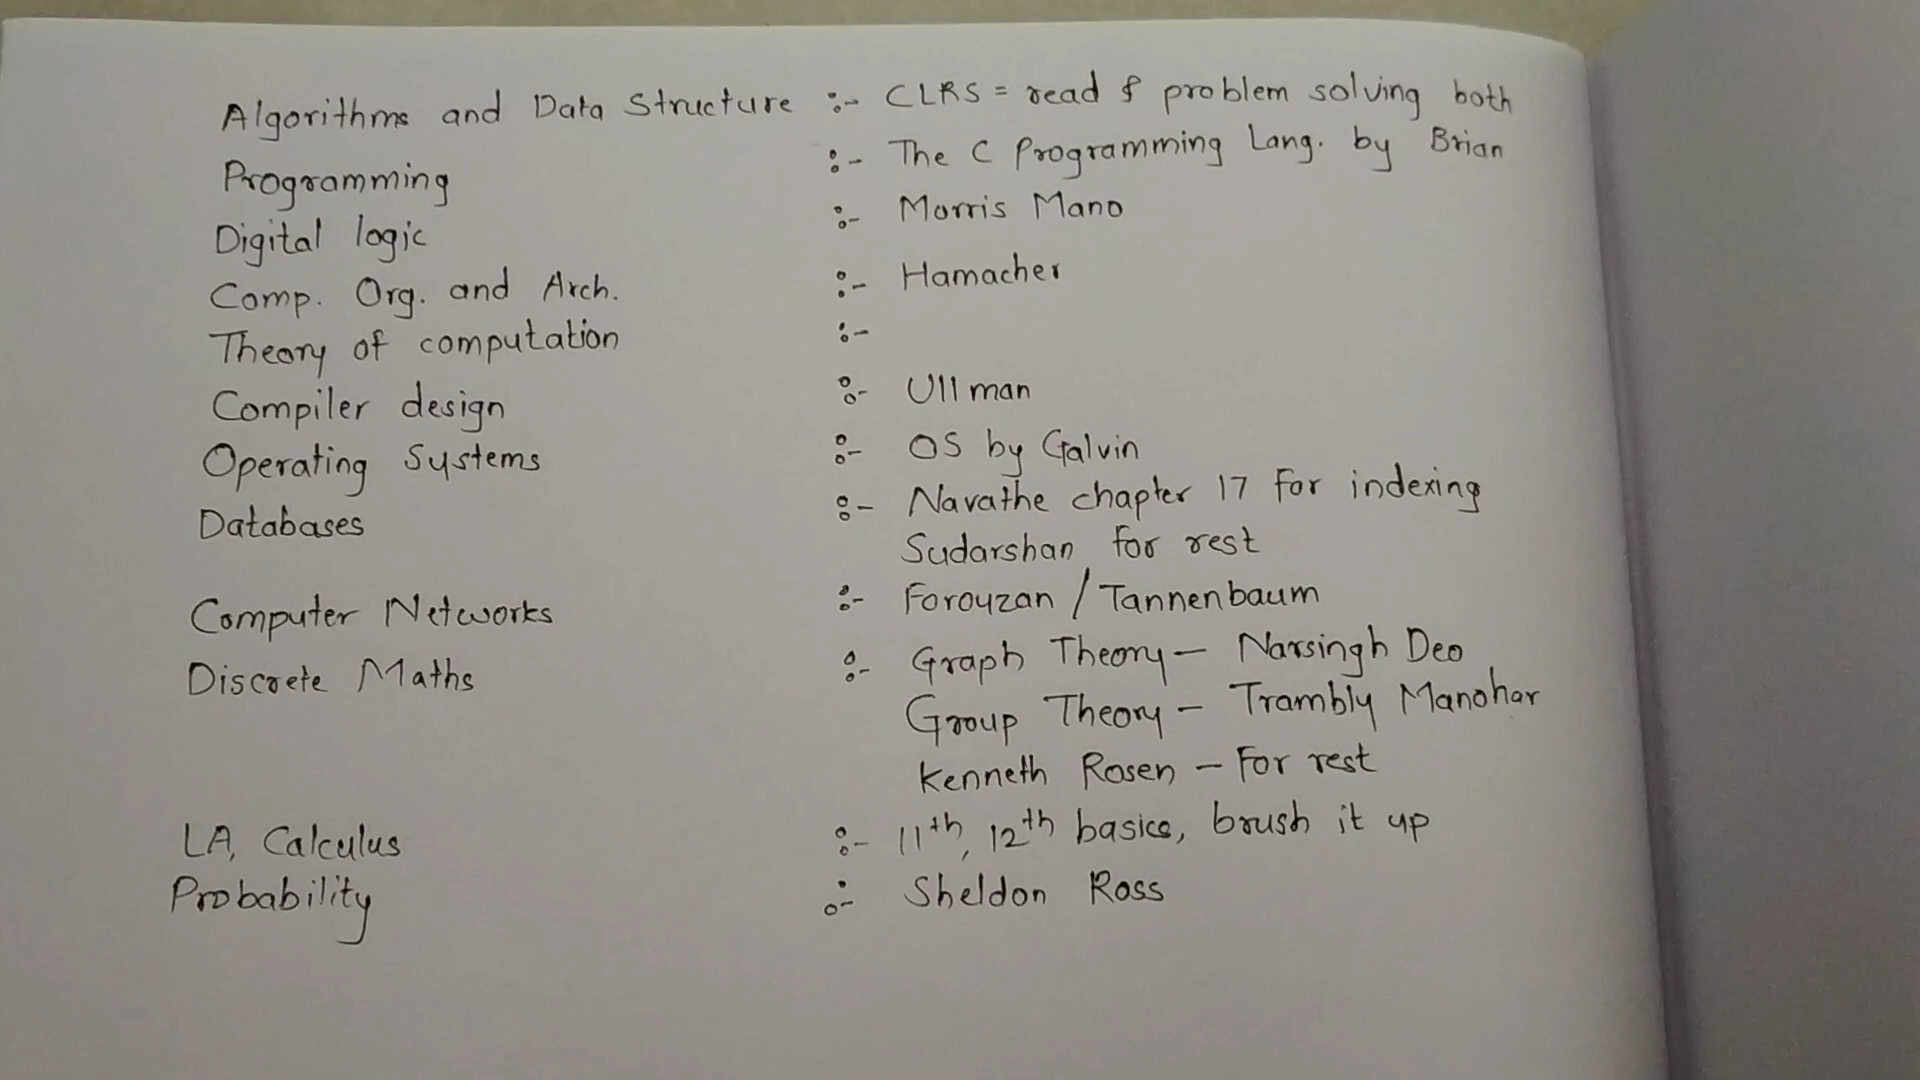 Algorithms and Data Structure :- CLRS = read & problem solving both
Programming :- The C Programming Lang. by Brian
Digital logic :- Morris Mano
Comp. Org. and Arch. :- Hamacher
Theory of computation :-
Compiler design :- Ullman
Operating Systems :- OS by Galvin
Databases :- Navathe chapter 17 for indexing
Sudarshan for rest
Computer Networks :- Forouzan / Tannenbaum
Discrete Maths :- Graph Theory - Narsingh Deo
Group Theory - Trambly Manohar
Kenneth Rosen - For rest
LA, Calculus :- 11th, 12th basics, brush it up
Probability :- Sheldon Ross